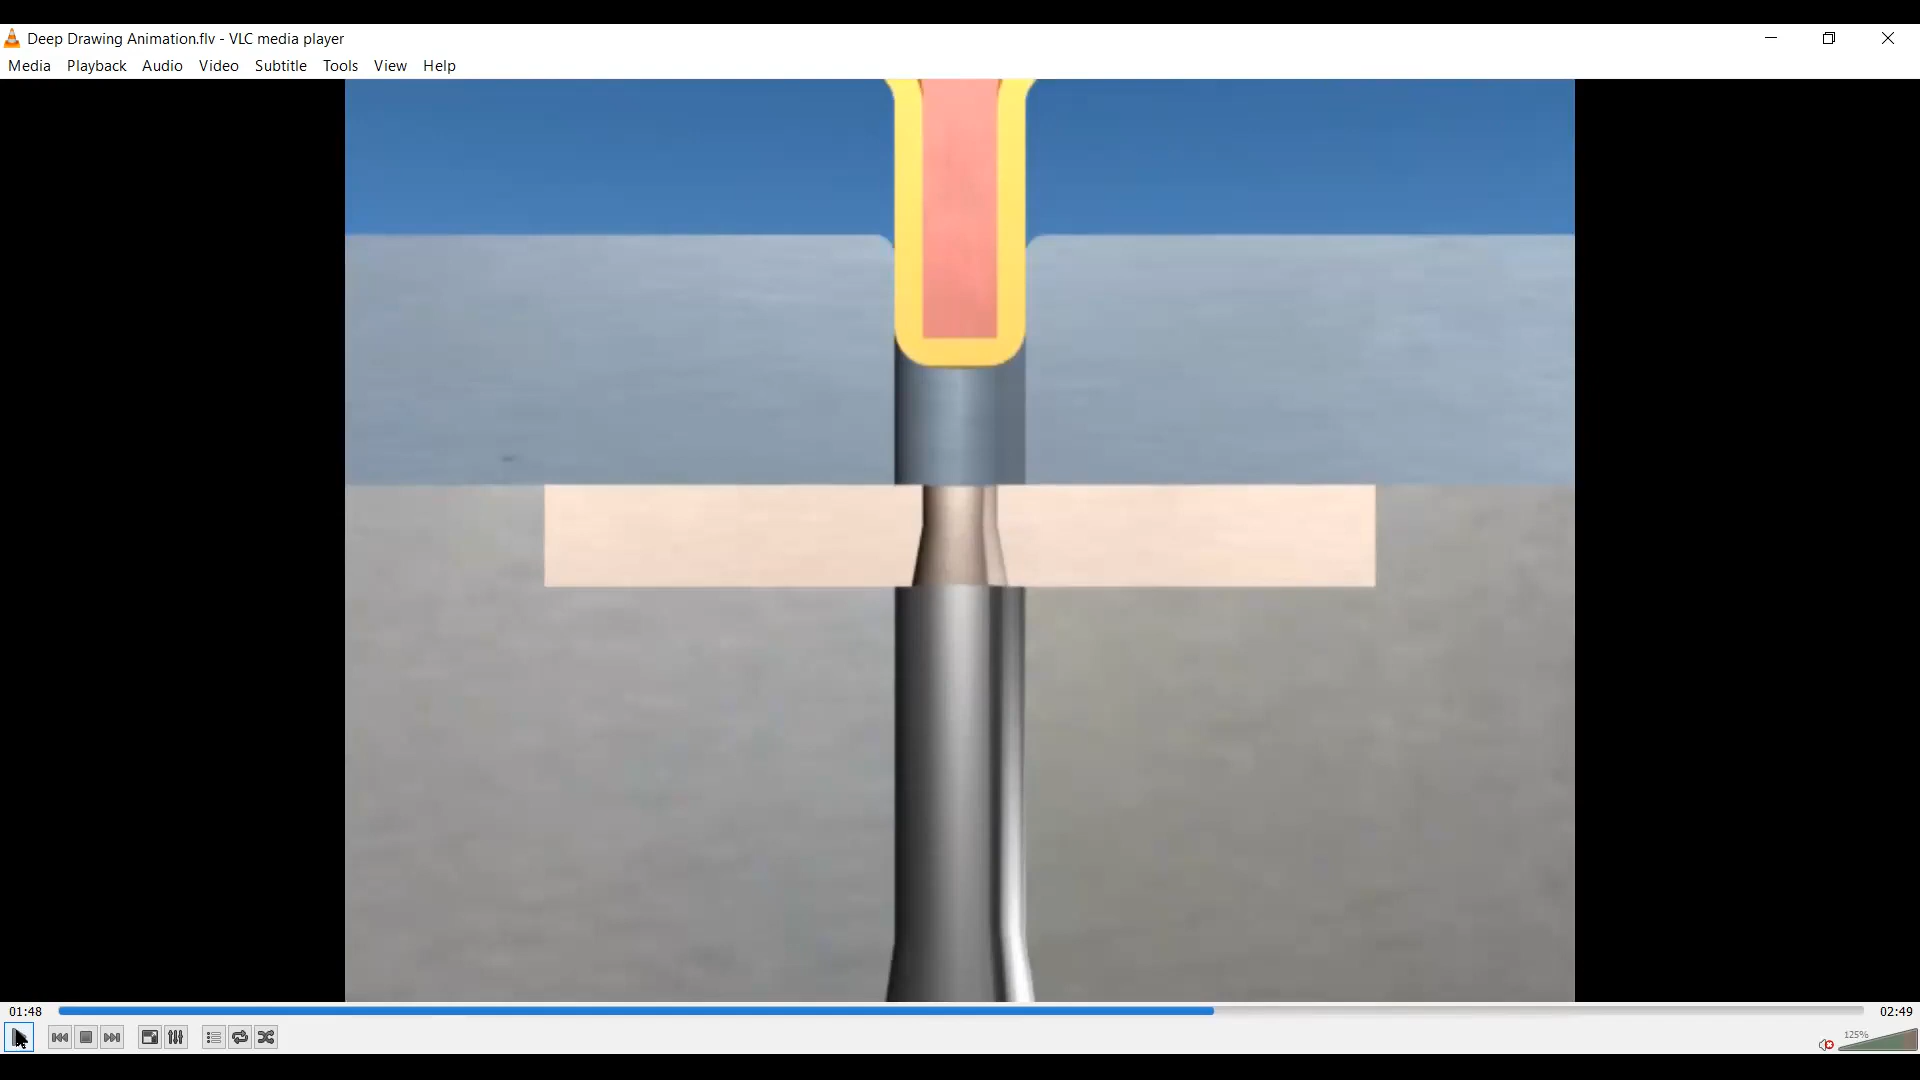 Deep Drawing Animation.flv - VLC media player
Media Playback Audio Video Subtitle Tools View Help
01:48 02:49
125%